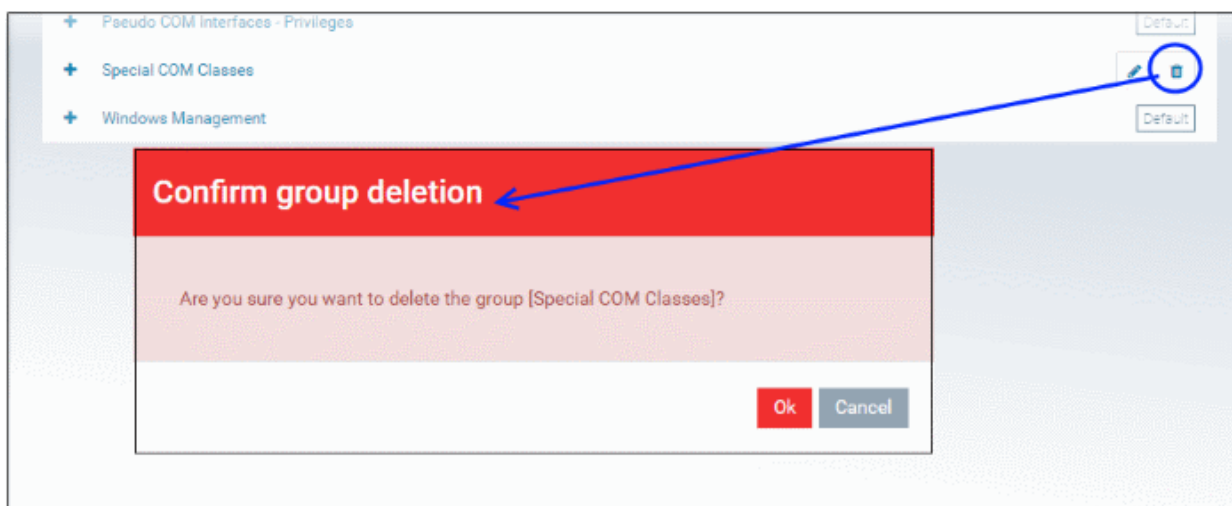 Pseudo COM Interfaces - Privileges
Default
Special COM Classes
Windows Management
Default
Confirm group deletion
Are you sure you want to delete the group [Special COM Classes]?
Ok
Cancel